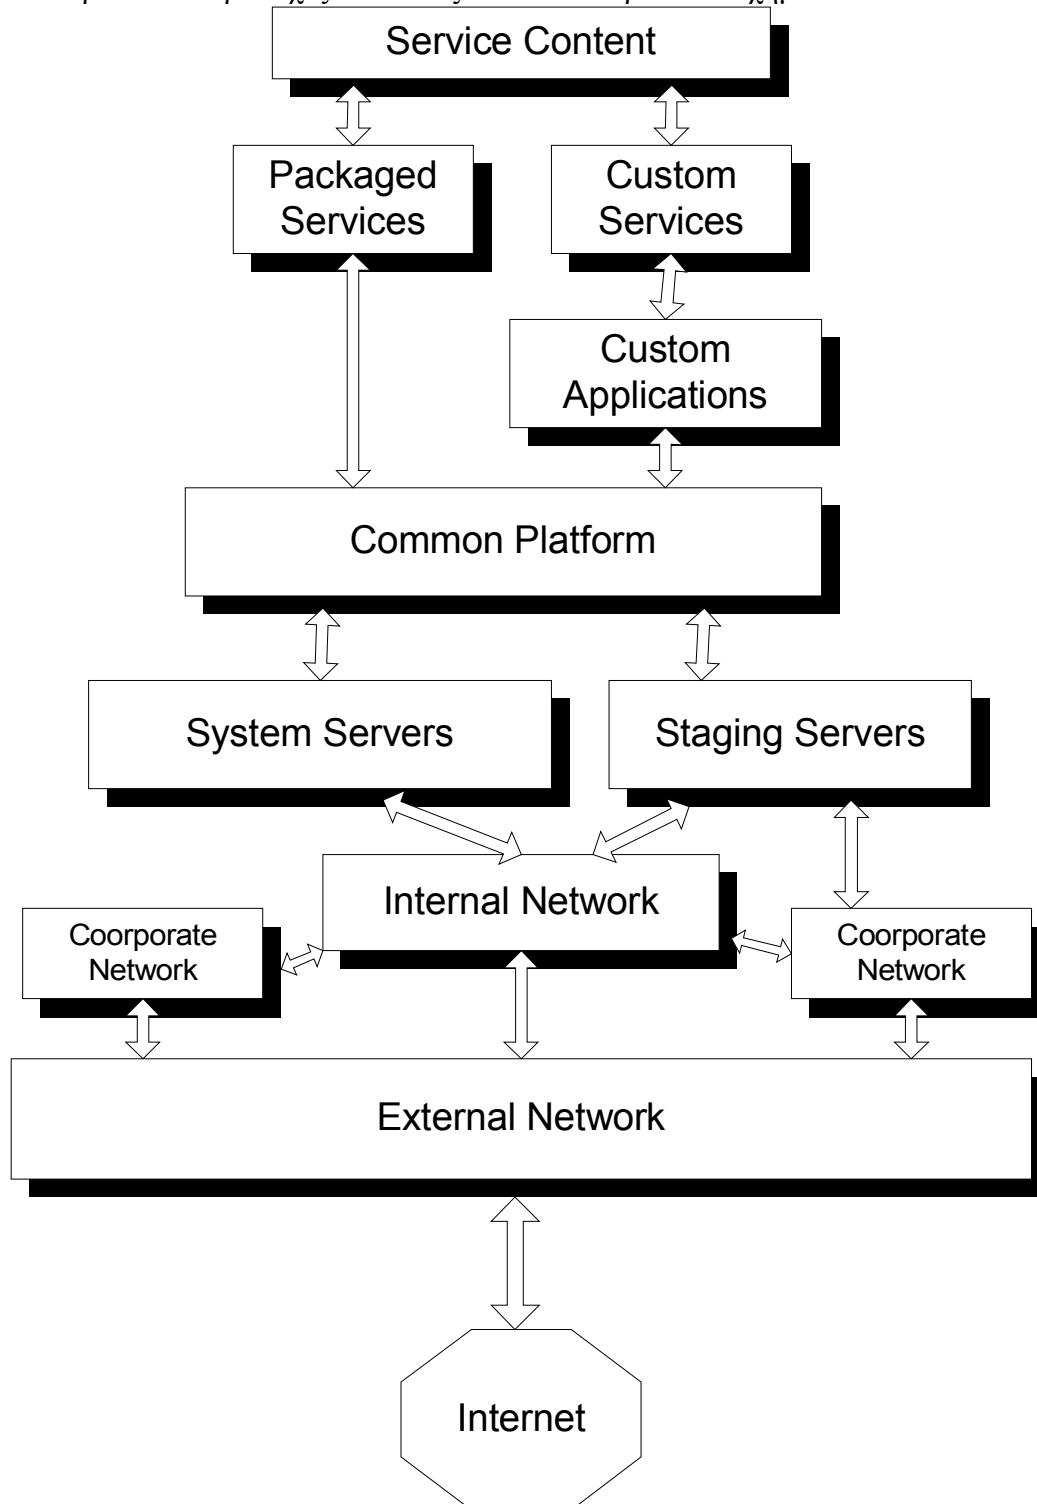 Service Content
Packaged
Services
Custom
Services
Custom
Applications
Common Platform
System Servers
Staging Servers
Internal Network
Coorporate
Network
Coorporate
Network
External Network
Internet